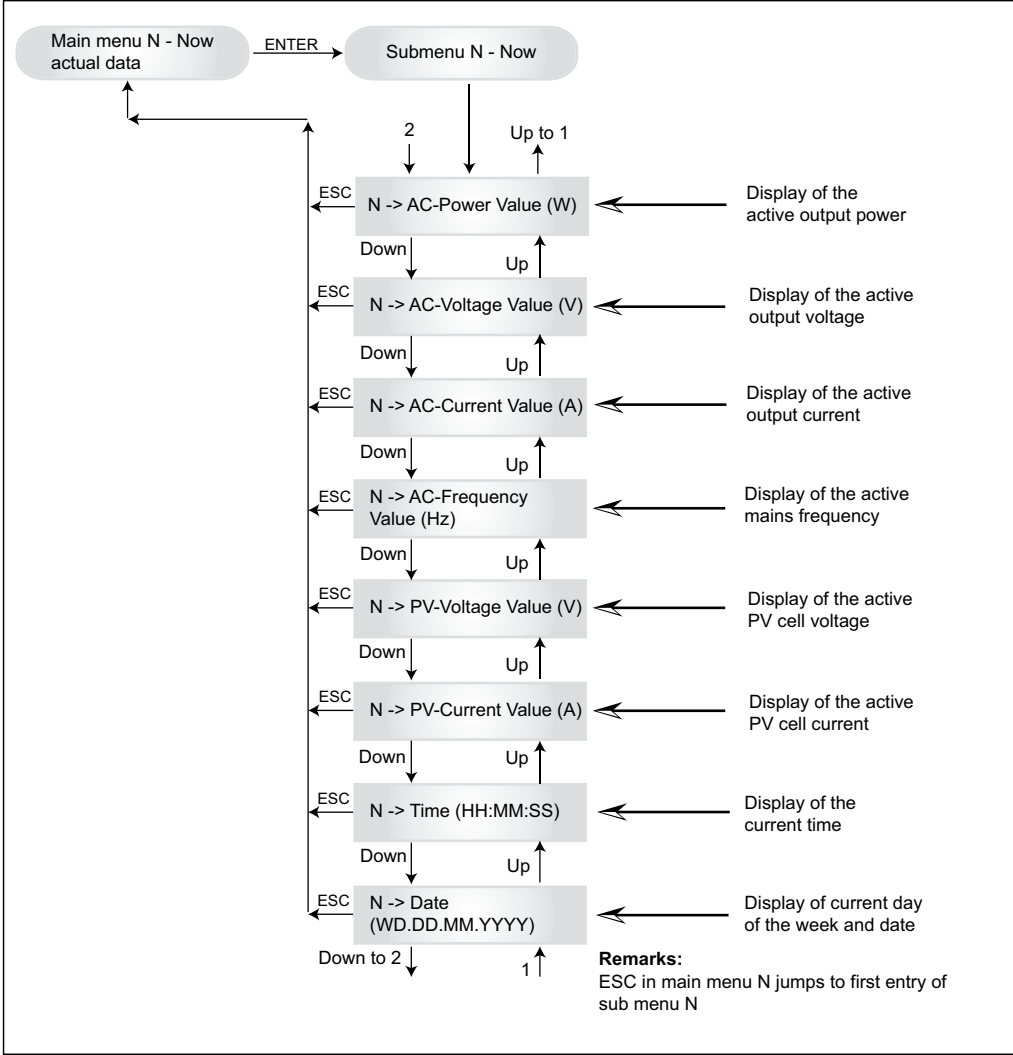 Main menu N - Now
actual data
ENTER
Submenu N - Now
2
Up to 1
ESC
N -> AC-Power Value (W)
Display of the
active output power
Down
Up
ESC
N -> AC-Voltage Value (V)
Display of the active
output voltage
Down
Up
ESC
N -> AC-Current Value (A)
Display of the active
output current
Down
Up
ESC
N -> AC-Frequency
Value (Hz)
Display of the active
mains frequency
Down
Up
ESC
N -> PV-Voltage Value (V)
Display of the active
PV cell voltage
Down
Up
ESC
N -> PV-Current Value (A)
Display of the active
PV cell current
Down
Up
ESC
N -> Time (HH:MM:SS)
Display of the
current time
Down
Up
ESC
N -> Date
(WD.DD.MM.YYYY)
Display of current day
of the week and date
Down to 2
1
Remarks:
ESC in main menu N jumps to first entry of
sub menu N